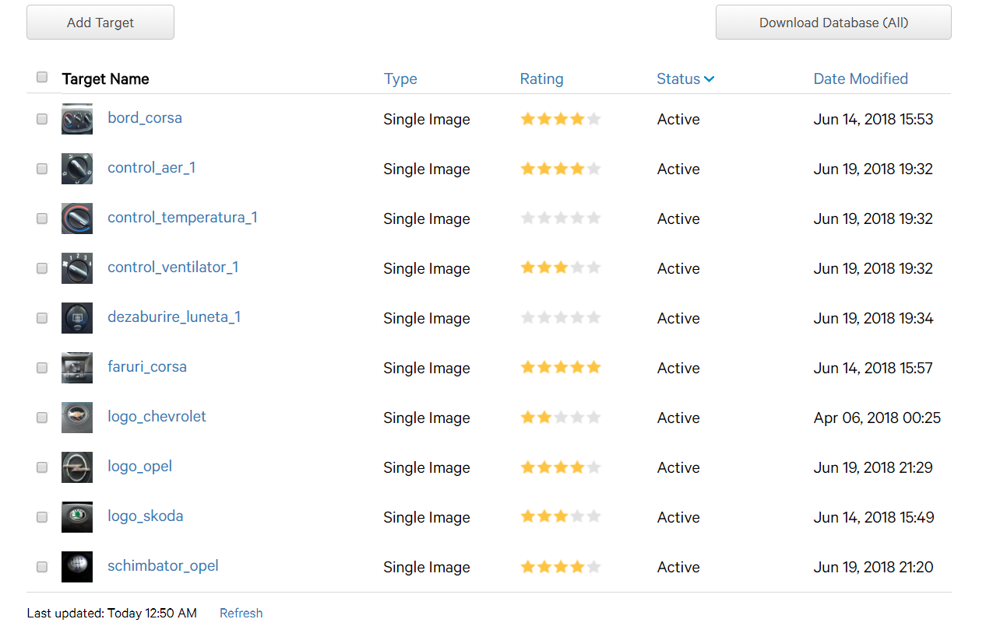 Add Target Download Database (All)
Target Name Type Rating Status Date Modified
bord_corsa Single Image Active Jun 14, 2018 15:53
control_aer_1 Single Image Active Jun 19, 2018 19:32
control_temperatura_1 Single Image Active Jun 19, 2018 19:32
control_ventilator_1 Single Image Active Jun 19, 2018 19:32
dezaburire_luneta_1 Single Image Active Jun 19, 2018 19:34
faruri_corsa Single Image Active Jun 14, 2018 15:57
logo_chevrolet Single Image Active Apr 06, 2018 00:25
logo_opel Single Image Active Jun 19, 2018 21:29
logo_skoda Single Image Active Jun 14, 2018 15:49
schimbator_opel Single Image Active Jun 19, 2018 21:20
Last updated: Today 12:50 AM Refresh